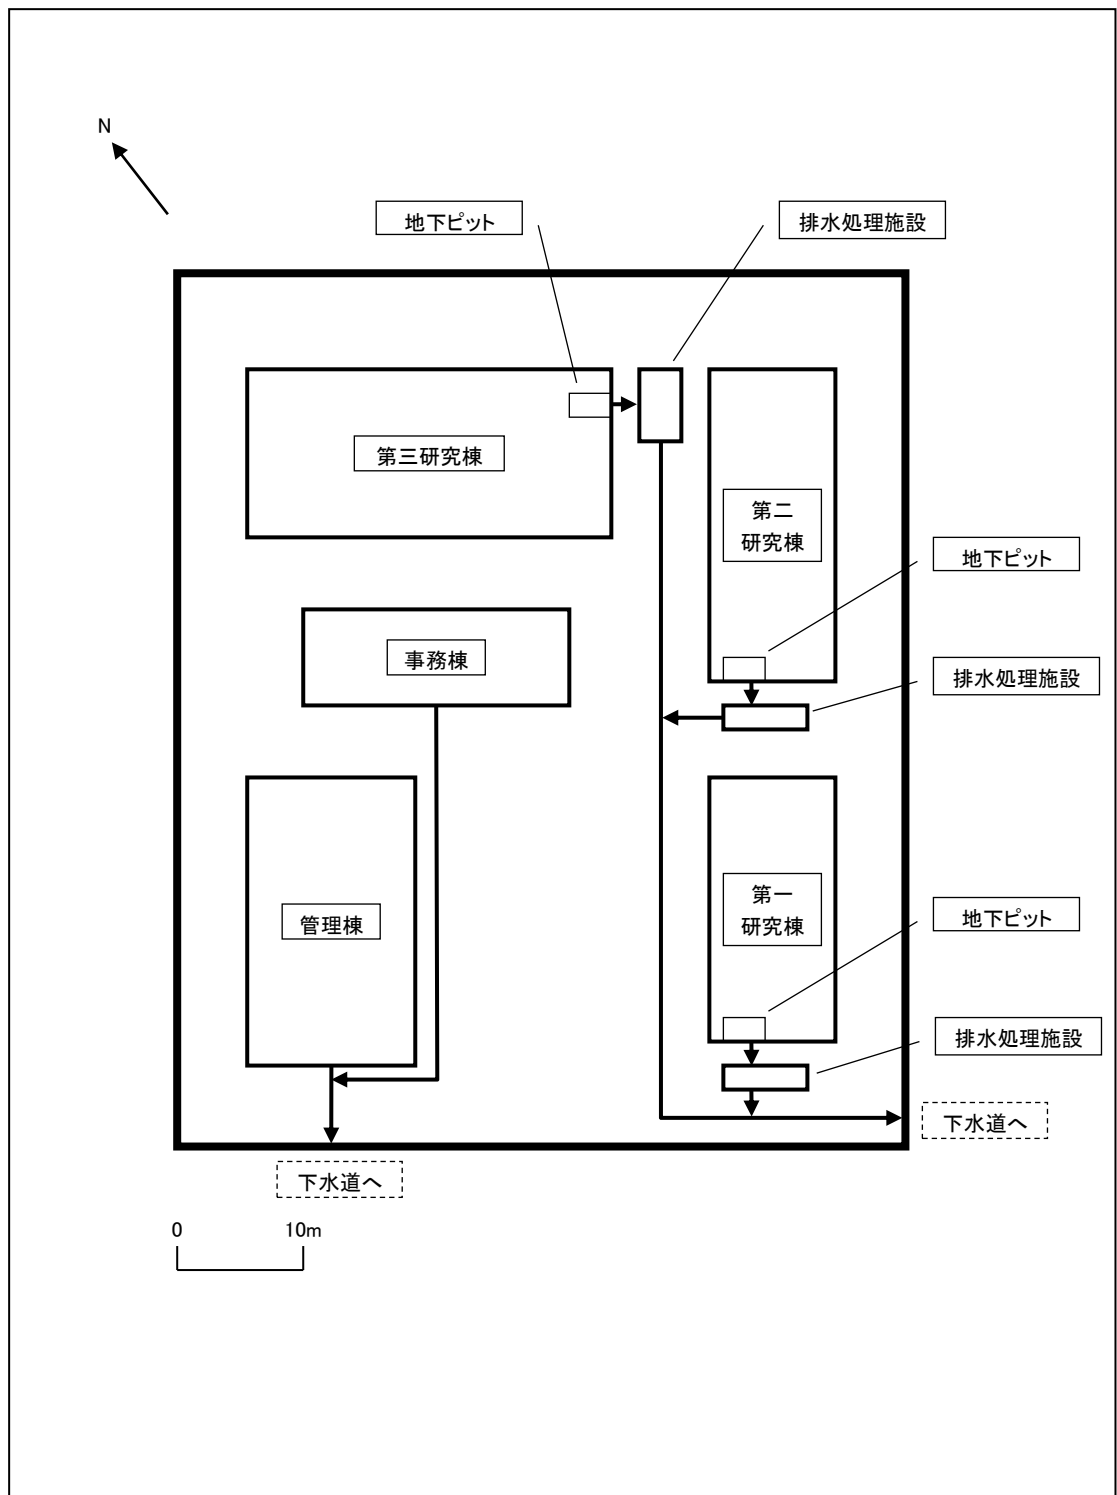 N
地下ピット
排水処理施設
第三研究棟
第二
研究棟
地下ピット
事務棟
排水処理施設
管理棟
第一
研究棟
地下ピット
排水処理施設
下水道へ
下水道へ
0
10m